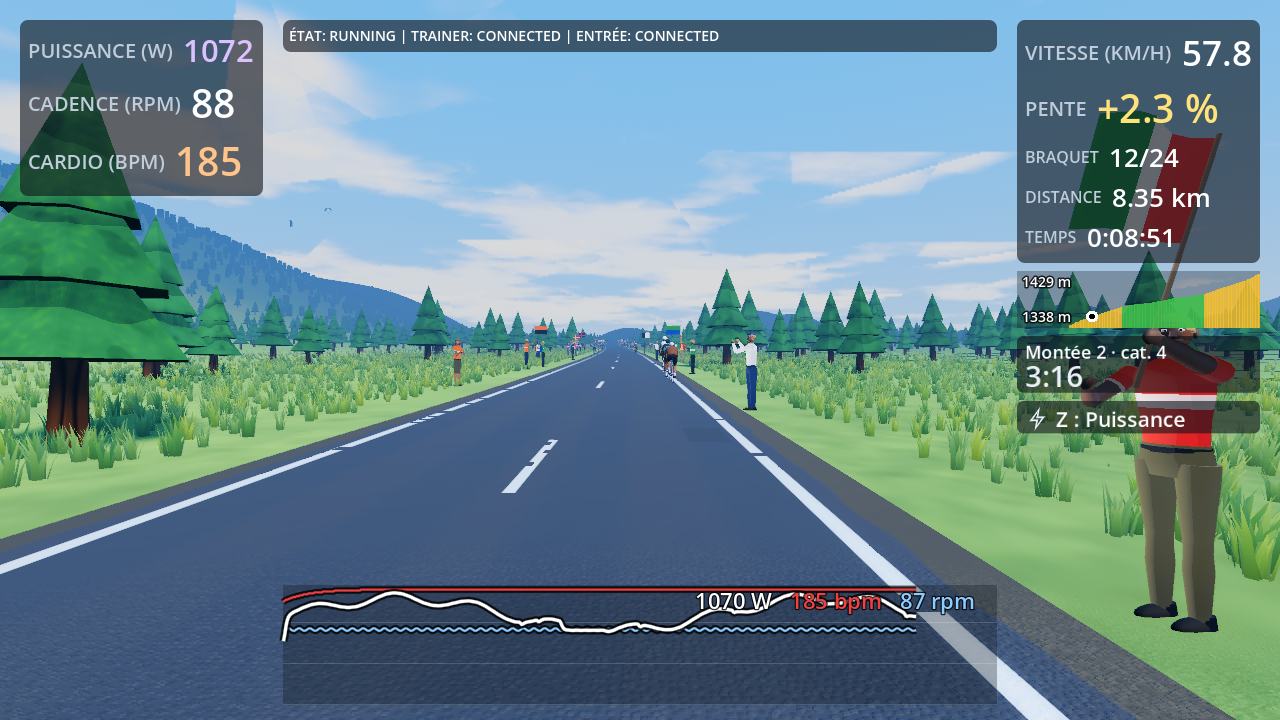 PUISSANCE (W) 1072
CADENCE (RPM) 88
CARDIO (BPM) 185
ÉTAT: RUNNING | TRAINER: CONNECTED | ENTRÉE: CONNECTED
VITESSE (KM/H) 57.8
PENTE +2.3 %
BRAQUET 12/24
DISTANCE 8.35 km
TEMPS 0:08:51
1429 m
1338 m
Montée 2 · cat. 4
3:16
Z : Puissance
1070 W 185 bpm 87 rpm